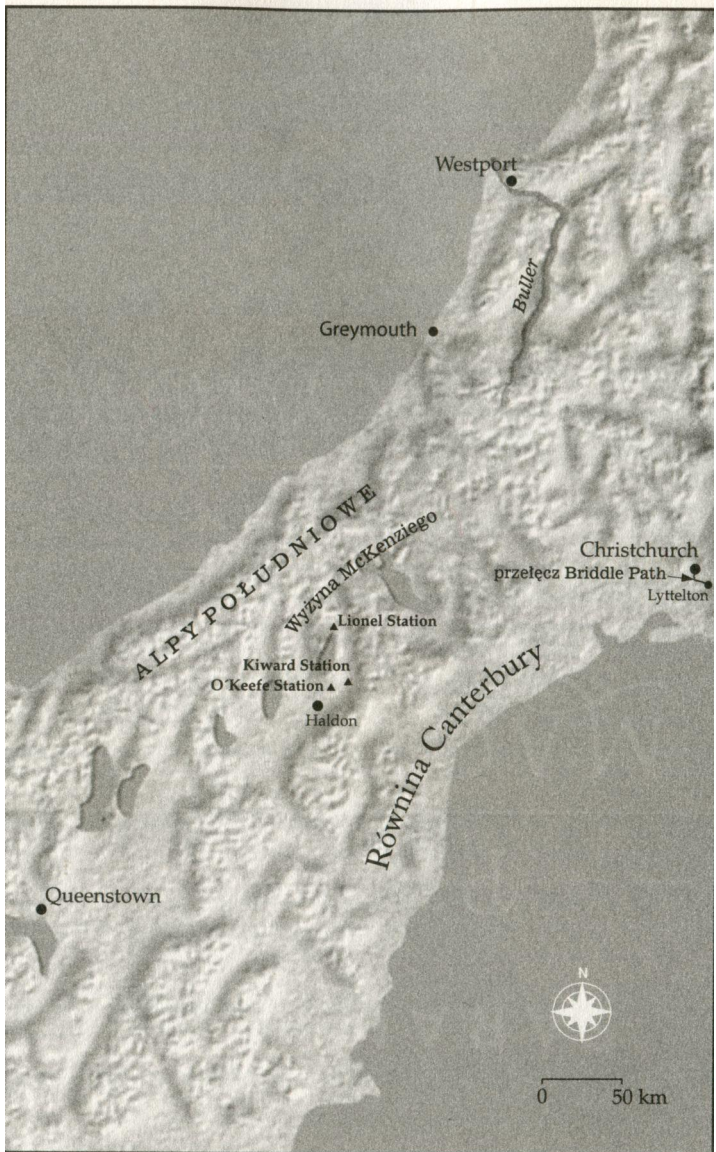 Westport
Buller
Greymouth
ALPY POŁUDNIOWE
Wyżyna McKenziego
Christchurch
przełęcz Briddle Path
Lyttelton
Lionel Station
Kiward Station
O´Keefe Station
Haldon
Równina Canterbury
Queenstown
N
0 50 km